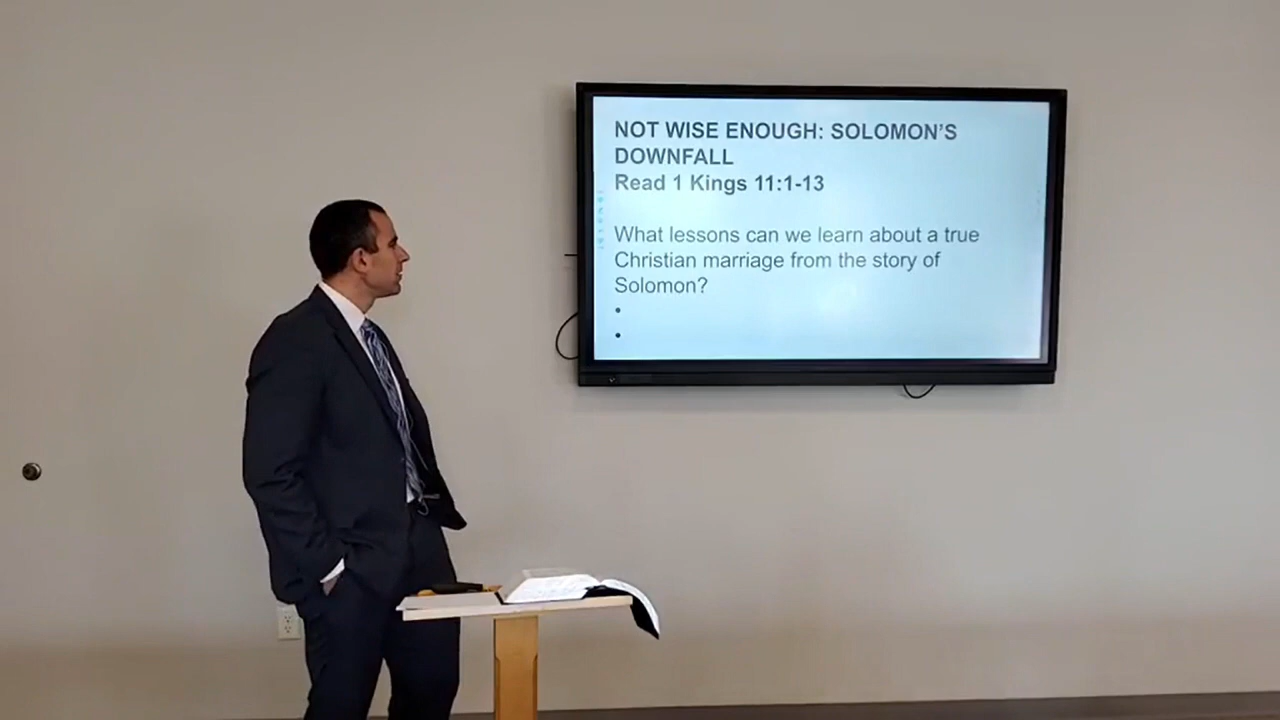 NOT WISE ENOUGH: SOLOMON'S
DOWNFALL
Read 1 Kings 11:1-13
What lessons can we learn about a true
Christian marriage from the story of
Solomon?
•
•